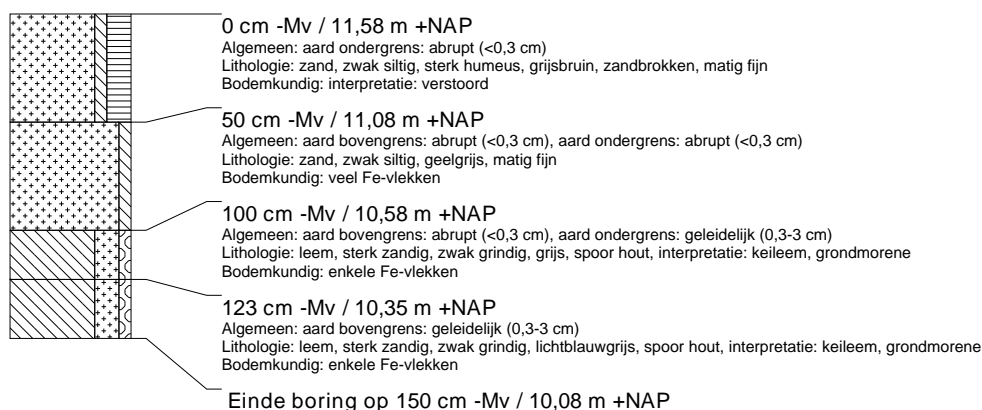 0 cm -Mv / 11,58 m +NAP
Algemeen: aard ondergrens: abrupt (<0,3 cm)
Lithologie: zand, zwak siltig, sterk humeus, grijsbruin, zandbrokken, matig fijn
Bodemkundig: interpretatie: verstoord
50 cm -Mv / 11,08 m +NAP
Algemeen: aard bovengrens: abrupt (<0,3 cm), aard ondergrens: abrupt (<0,3 cm)
Lithologie: zand, zwak siltig, geelgrijs, matig fijn
Bodemkundig: veel Fe-vlekken
100 cm -Mv / 10,58 m +NAP
Algemeen: aard bovengrens: abrupt (<0,3 cm), aard ondergrens: geleidelijk (0,3-3 cm)
Lithologie: leem, sterk zandig, zwak grindig, grijs, spoor hout, interpretatie: keileem, grondmorene
Bodemkundig: enkele Fe-vlekken
123 cm -Mv / 10,35 m +NAP
Algemeen: aard bovengrens: geleidelijk (0,3-3 cm)
Lithologie: leem, sterk zandig, zwak grindig, lichtblauwgrijs, spoor hout, interpretatie: keileem, grondmorene
Bodemkundig: enkele Fe-vlekken
Einde boring op 150 cm -Mv / 10,08 m +NAP